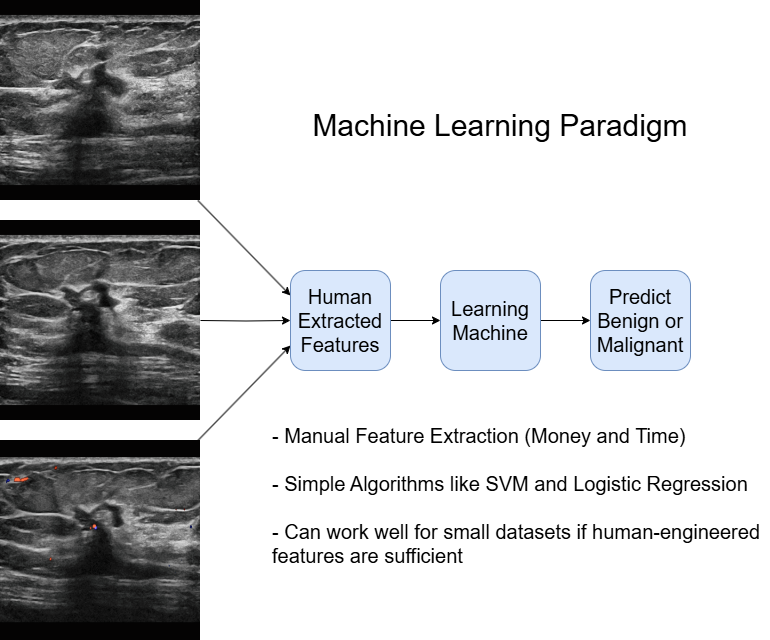 Machine Learning Paradigm
Human
Extracted
Features
Learning
Machine
Predict
Benign or
Malignant
- Manual Feature Extraction (Money and Time)
- Simple Algorithms like SVM and Logistic Regression
- Can work well for small datasets if human-engineered
features are sufficient